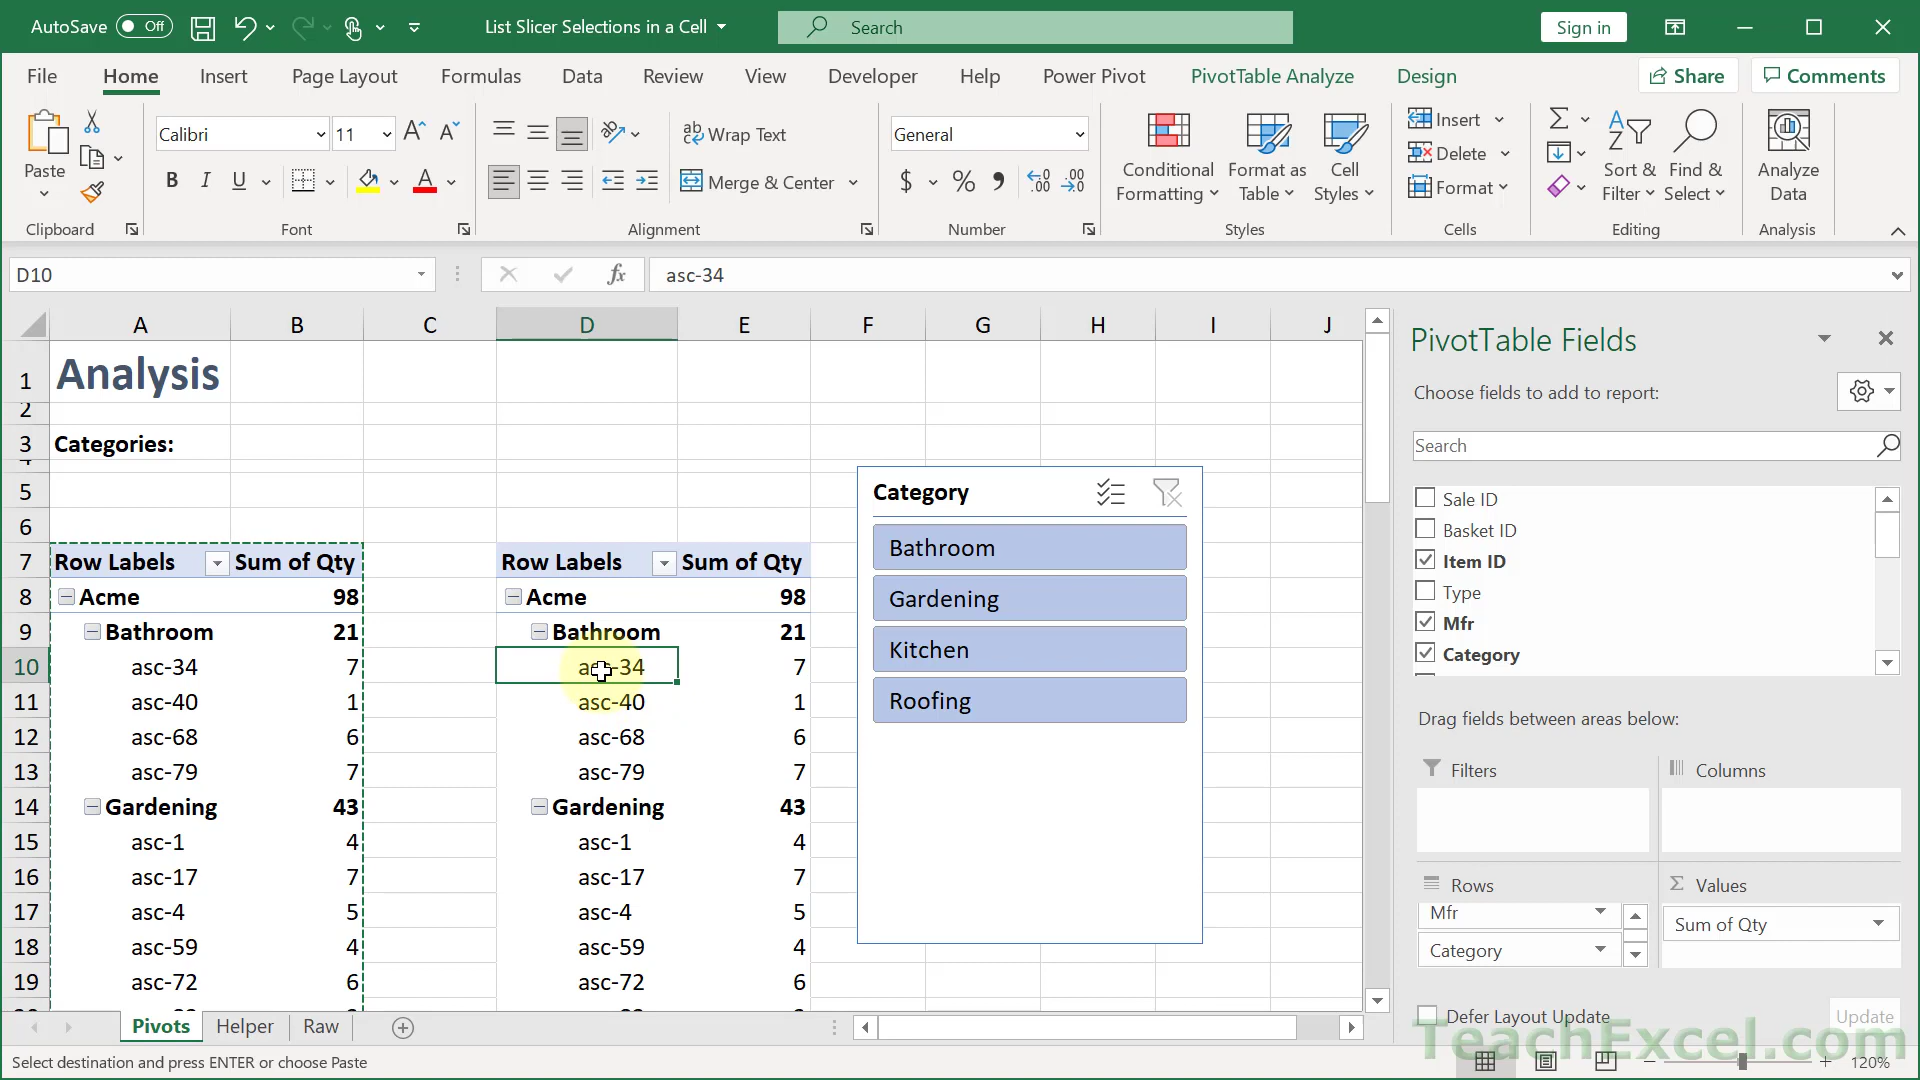 AutoSave Off List Slicer Selections in a Cell Search Sign in
File Home Insert Page Layout Formulas Data Review View Developer Help Power Pivot PivotTable Analyze Design Share Comments
Paste
Calibri 11
B I U
Wrap Text
Merge & Center
General
$ %
Conditional Formatting
Format as Table
Cell Styles
Insert
Delete
Format
Sort & Filter
Find & Select
Analyze Data
Clipboard Font Alignment Number Styles Cells Editing Analysis
D10 fx asc-34
A B C D E F G H I J
1 Analysis
2
3 Categories:
4
5
6
7 Row Labels Sum of Qty Row Labels Sum of Qty
8 Acme 98 Acme 98
9 Bathroom 21 Bathroom 21
10 asc-34 7 asc-34 7
11 asc-40 1 asc-40 1
12 asc-68 6 asc-68 6
13 asc-79 7 asc-79 7
14 Gardening 43 Gardening 43
15 asc-1 4 asc-1 4
16 asc-17 7 asc-17 7
17 asc-4 5 asc-4 5
18 asc-59 4 asc-59 4
19 asc-72 6 asc-72 6
Category
Bathroom
Gardening
Kitchen
Roofing
PivotTable Fields
Choose fields to add to report:
Search
Sale ID
Basket ID
Item ID
Type
Mfr
Category
Drag fields between areas below:
Filters Columns
Rows Values
Mfr Sum of Qty
Category
Defer Layout Update Update
Pivots Helper Raw
TeachExcel.com
Select destination and press ENTER or choose Paste 120%